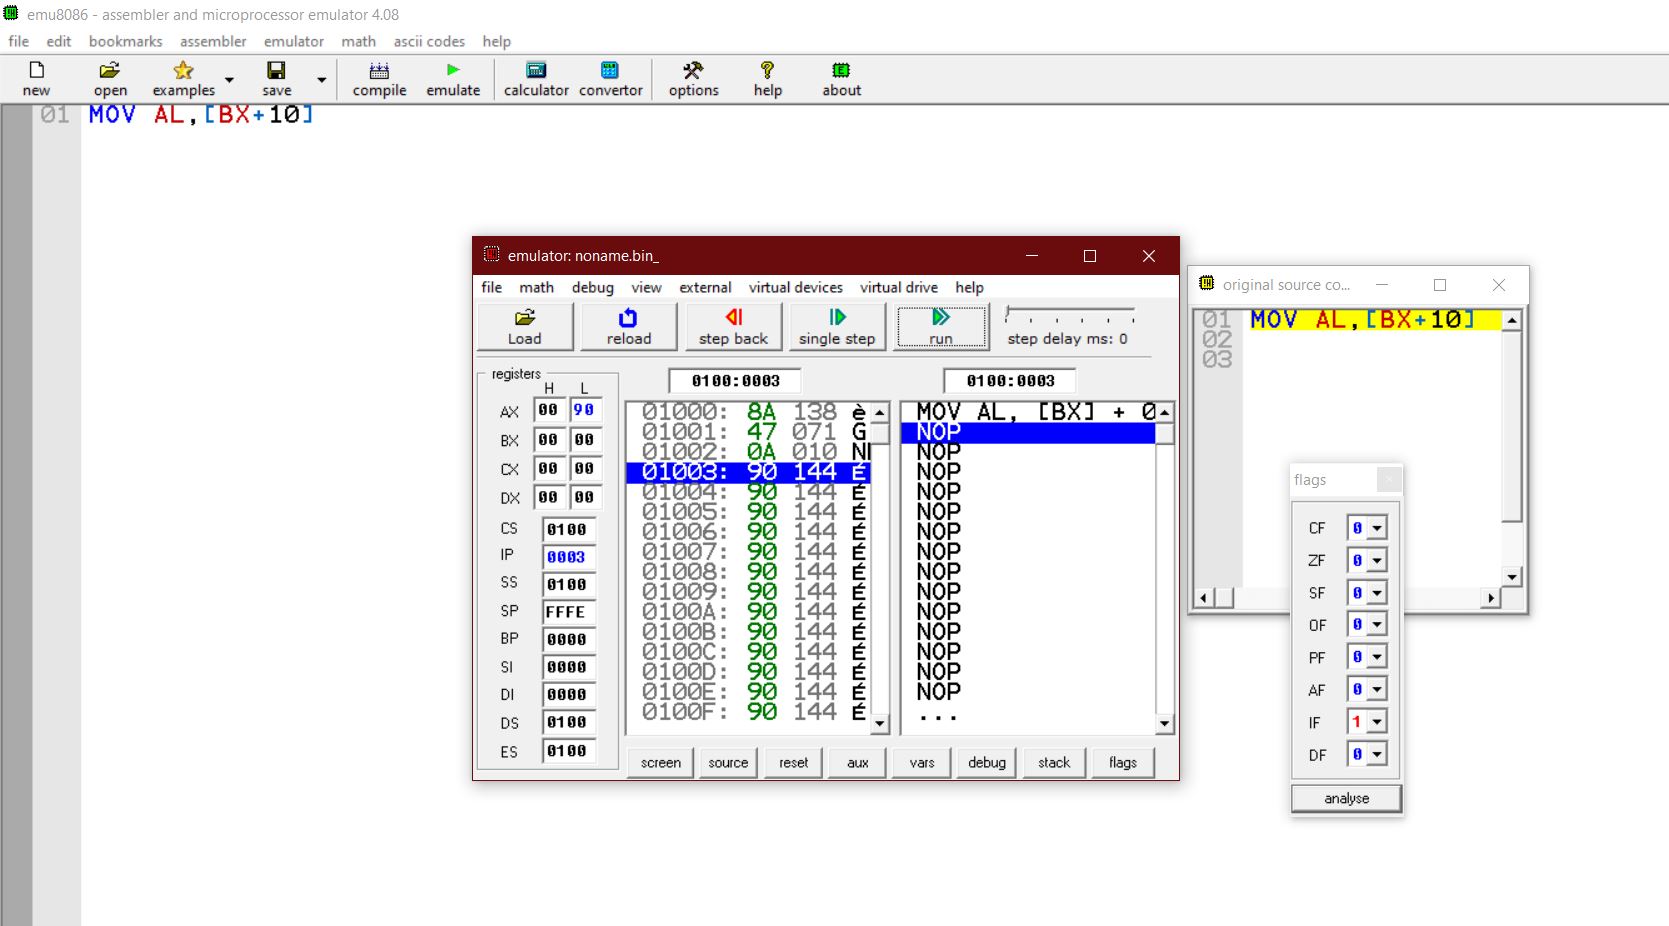 emu8086 - assembler and microprocessor emulator 4.08
file edit bookmarks assembler emulator math ascii codes help
new open examples save compile emulate calculator convertor options help about
01 MOV AL,[BX+10]
emulator: noname.bin_
file math debug view external virtual devices virtual drive help
Load reload step back single step run step delay ms: 0
registers
H L
AX 00 90
BX 00 00
CX 00 00
DX 00 00
CS 0100
IP 0003
SS 0100
SP FFFE
BP 0000
SI 0000
DI 0000
DS 0100
ES 0100
0100:0003
01000: 8A 138 è
01001: 47 071 G
01002: 0A 010
01003: 90 144 É
01004: 90 144 É
01005: 90 144 É
01006: 90 144 É
01007: 90 144 É
01008: 90 144 É
01009: 90 144 É
0100A: 90 144 É
0100B: 90 144 É
0100C: 90 144 É
0100D: 90 144 É
0100E: 90 144 É
0100F: 90 144 É
0100:0003
MOV AL, [BX] + 0
NOP
NOP
NOP
NOP
NOP
NOP
NOP
NOP
NOP
NOP
NOP
NOP
NOP
NOP
...
screen source reset aux vars debug stack flags
original source co...
01 MOV AL,[BX+10]
02
03
flags
CF 0
ZF 0
SF 0
OF 0
PF 0
AF 0
IF 1
DF 0
analyse